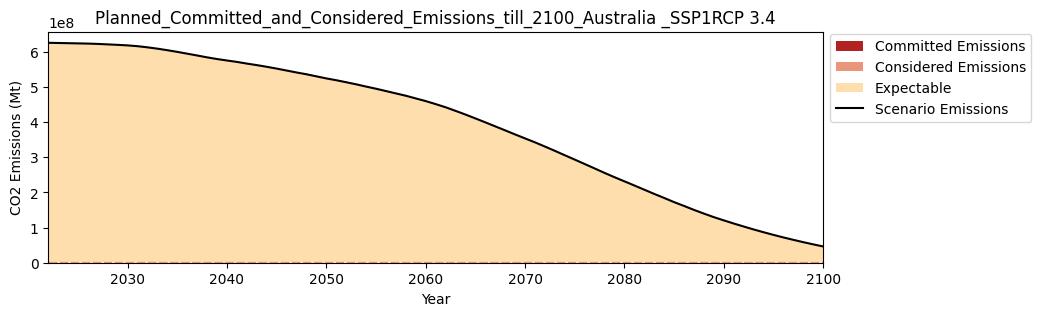 Planned_Committed_and_Considered_Emissions_till_2100_Australia _SSP1RCP 3.4
1e8
CO2 Emissions (Mt)
6
5
4
3
2
1
0
2030 2040 2050 2060 2070 2080 2090 2100
Year
Committed Emissions
Considered Emissions
Expectable
Scenario Emissions